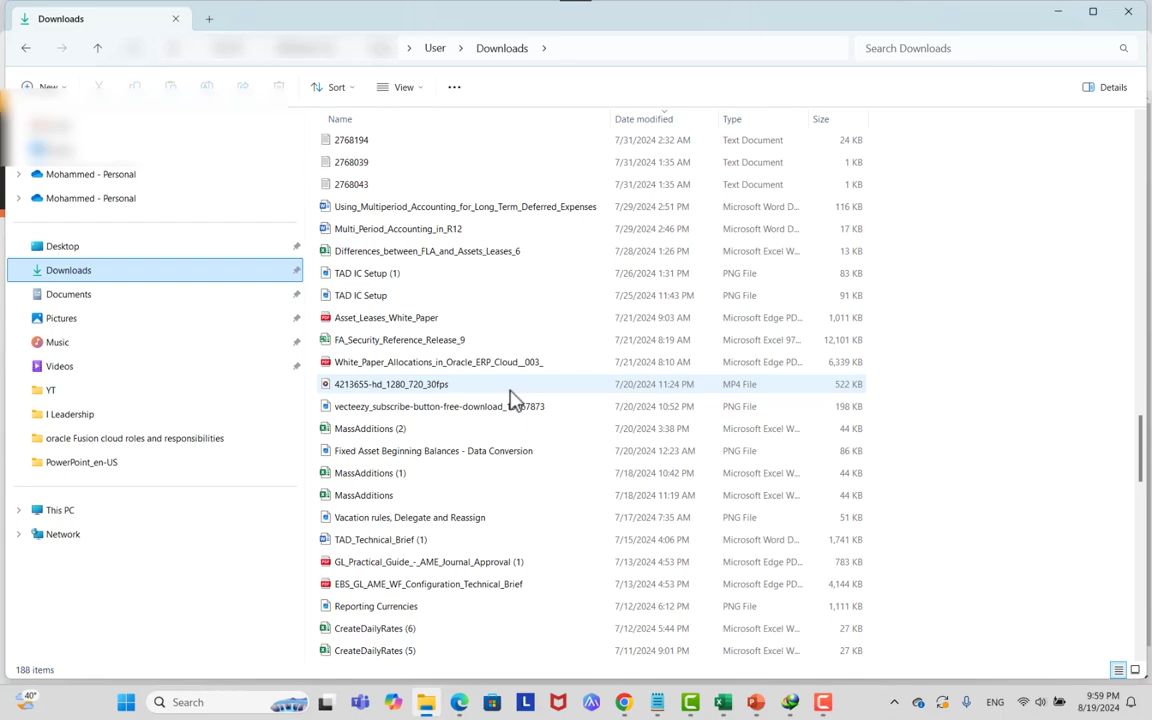 Downloads
User > Downloads >
Search Downloads
New
Sort
View
Details
Mohammed - Personal
Mohammed - Personal
Desktop
Downloads
Documents
Pictures
Music
Videos
YT
I Leadership
oracle Fusion cloud roles and responsibilities
PowerPoint_en-US
This PC
Network
Name Date modified Type Size
2768194 7/31/2024 2:32 AM Text Document 24 KB
2768039 7/31/2024 1:35 AM Text Document 1 KB
2768043 7/31/2024 1:35 AM Text Document 1 KB
Using_Multiperiod_Accounting_for_Long_Term_Deferred_Expenses 7/29/2024 2:51 PM Microsoft Word D... 116 KB
Multi_Period_Accounting_in_R12 7/29/2024 2:46 PM Microsoft Word D... 17 KB
Differences_between_FLA_and_Assets_Leases_6 7/28/2024 1:26 PM Microsoft Excel W... 13 KB
TAD IC Setup (1) 7/26/2024 1:31 PM PNG File 83 KB
TAD IC Setup 7/25/2024 11:43 PM PNG File 91 KB
Asset_Leases_White_Paper 7/21/2024 9:03 AM Microsoft Edge PD... 1,011 KB
FA_Security_Reference_Release_9 7/21/2024 8:19 AM Microsoft Excel 97... 12,101 KB
White_Paper_Allocations_in_Oracle_ERP_Cloud__003_ 7/21/2024 8:10 AM Microsoft Edge PD... 6,339 KB
4213655-hd_1280_720_30fps 7/20/2024 11:24 PM MP4 File 522 KB
vecteezy_subscribe-button-free-download_ 67873 7/20/2024 10:52 PM PNG File 198 KB
MassAdditions (2) 7/20/2024 3:38 PM Microsoft Excel W... 44 KB
Fixed Asset Beginning Balances - Data Conversion 7/20/2024 12:23 AM PNG File 86 KB
MassAdditions (1) 7/18/2024 10:42 PM Microsoft Excel W... 44 KB
MassAdditions 7/18/2024 11:19 AM Microsoft Excel W... 44 KB
Vacation rules, Delegate and Reassign 7/17/2024 7:35 AM PNG File 51 KB
TAD_Technical_Brief (1) 7/15/2024 4:06 PM Microsoft Word D... 1,741 KB
GL_Practical_Guide_-_AME_Journal_Approval (1) 7/13/2024 4:53 PM Microsoft Edge PD... 783 KB
EBS_GL_AME_WF_Configuration_Technical_Brief 7/13/2024 4:53 PM Microsoft Edge PD... 4,144 KB
Reporting Currencies 7/12/2024 6:12 PM PNG File 1,111 KB
CreateDailyRates (6) 7/12/2024 5:44 PM Microsoft Excel W... 27 KB
CreateDailyRates (5) 7/11/2024 9:01 PM Microsoft Excel W... 27 KB
188 items
40°
Search
ENG
9:59 PM
8/19/2024